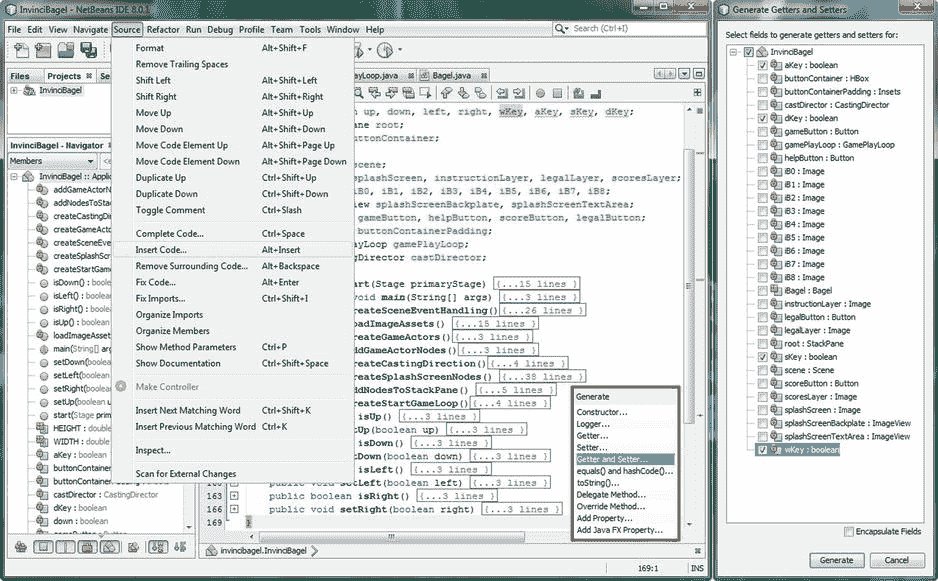 InvinciBagel - NetBeans IDE 8.0.1
File Edit View Navigate Source Refactor Run Debug Profile Team Tools Window Help
Search (Ctrl+I)
Format Alt+Shift+F
Remove Trailing Spaces
Shift Left Alt+Shift+Left
Shift Right Alt+Shift+Right
Move Up Alt+Shift+Up
Move Down Alt+Shift+Down
Move Code Element Up Alt+Shift+Page Up
Move Code Element Down Alt+Shift+Page Down
Duplicate Up Ctrl+Shift+Up
Duplicate Down Ctrl+Shift+Down
Toggle Comment Ctrl+Slash
Complete Code... Ctrl+Space
Insert Code... Alt+Insert
Remove Surrounding Code... Alt+Backspace
Fix Code... Alt+Enter
Fix Imports... Ctrl+Shift+I
Organize Imports
Organize Members
Show Method Parameters Ctrl+P
Show Documentation Ctrl+Shift+Space
Make Controller
Insert Next Matching Word Ctrl+Shift+K
Insert Previous Matching Word Ctrl+K
Inspect...
Scan for External Changes
Files Projects Se
InvinciBagel
InvinciBagel - Navigator
Members
InvinciBagel :: Applica
addGameActorN
addNodesToStack
createCastingDi
createGameActo
createSceneEven
createSplashScre
createStartGame
isDown() : boolean
isLeft() : boolean
isRight() : boolean
isUp() : boolean
loadImageAssets
main(String[] arg
setDown(boolean
setLeft(boolean
setRight(boolean
setUp(boolean u
start(Stage prim
HEIGHT : double
WIDTH : double
aKey : boolean
buttonContainer
buttonContainer
castDirector : CastingDirector
dKey : boolean
down : boolean
ayLoop.java Bagel.java
n up, down, left, right, wKey, aKey, sKey, dKey;
ane root;
uttonContainer;
cene;
plashScreen, instructionLayer, legalLayer, scoresLayer;
iB0, iB1, iB2, iB3, iB4, iB5, iB6, iB7, iB8;
iew splashScreenBackplate, splashScreenTextArea;
gameButton, helpButton, scoreButton, legalButton;
buttonContainerPadding;
ayLoop gamePlayLoop;
gDirector castDirector;
art(Stage primaryStage) {...15 lines }
void main(String[] args) {...3 lines }
reateSceneEventHandling() {...26 lines }
oadImageAssets() {...15 lines }
reateGameActors() {...3 lines }
ddGameActorNodes() {...3 lines }
reateCastingDirection() {...4 lines }
reateSplashScreenNodes() {...38 lines }
ddNodesToStackPane() {...5 lines }
reateStartGameLoop() {...4 lines }
isUp() {...3 lines }
tUp(boolean up) {...3 lines }
isDown() {...3 lines }
tDown(boolean down) {...3 lines }
isLeft() {...3 lines }
public void setLeft(boolean left) {...3 lines }
163 public boolean isRight() {...3 lines }
166 public void setRight(boolean right) {...3 lines }
169 }
invincibagel.InvinciBagel
169:1 INS
Generate
Constructor...
Logger...
Getter...
Setter...
Getter and Setter...
equals() and hashCode()...
toString()...
Delegate Method...
Override Method...
Add Property...
Add Java FX Property...
Generate Getters and Setters
Select fields to generate getters and setters for:
InvinciBagel
aKey : boolean
buttonContainer : HBox
buttonContainerPadding : Insets
castDirector : CastingDirector
dKey : boolean
gameButton : Button
gamePlayLoop : GamePlayLoop
helpButton : Button
iB0 : Image
iB1 : Image
iB2 : Image
iB3 : Image
iB4 : Image
iB5 : Image
iB6 : Image
iB7 : Image
iB8 : Image
iBagel : Bagel
instructionLayer : Image
legalButton : Button
legalLayer : Image
root : StackPane
sKey : boolean
scene : Scene
scoreButton : Button
scoresLayer : Image
splashScreen : Image
splashScreenBackplate : ImageView
splashScreenTextArea : ImageView
wKey : boolean
Encapsulate Fields
Generate Cancel